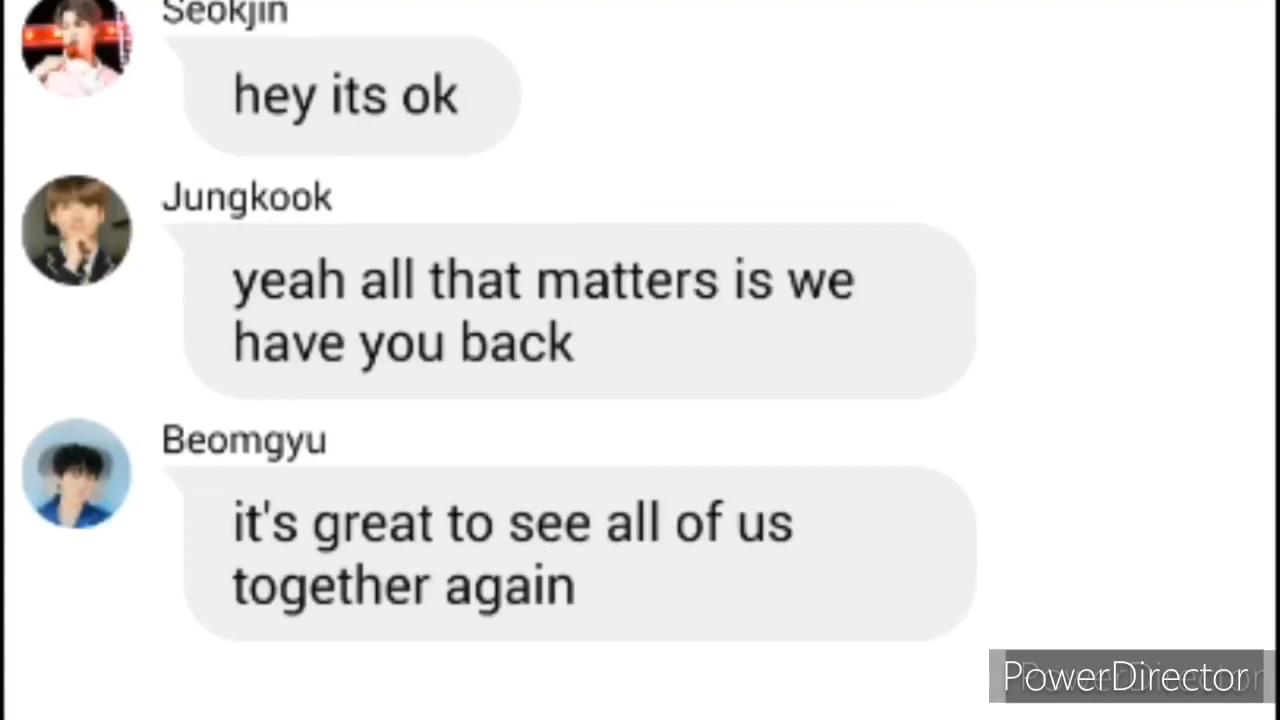 Seokjin
hey its ok
Jungkook
yeah all that matters is we
have you back
Beomgyu
it's great to see all of us
together again
PowerDirector